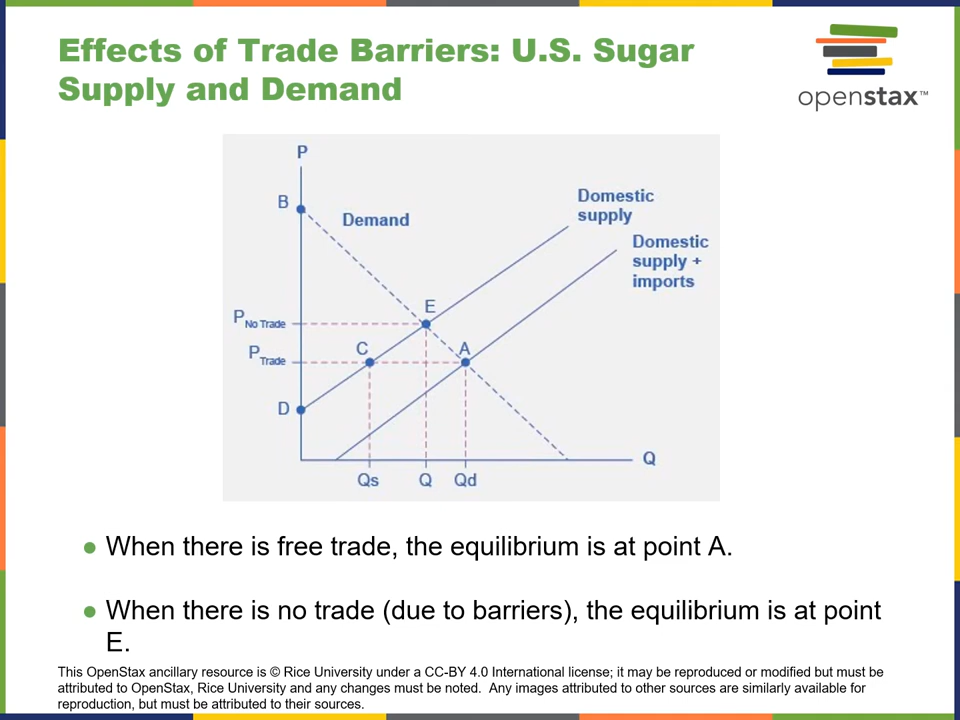 Effects of Trade Barriers: U.S. Sugar
Supply and Demand
openstax™
P
B
Demand
Domestic
supply
Domestic
supply +
imports
E
P No Trade
C
A
P Trade
D
Q
Qs
Q
Qd
● When there is free trade, the equilibrium is at point A.
● When there is no trade (due to barriers), the equilibrium is at point
E.
This OpenStax ancillary resource is © Rice University under a CC-BY 4.0 International license; it may be reproduced or modified but must be
attributed to OpenStax, Rice University and any changes must be noted.  Any images attributed to other sources are similarly available for
reproduction, but must be attributed to their sources.